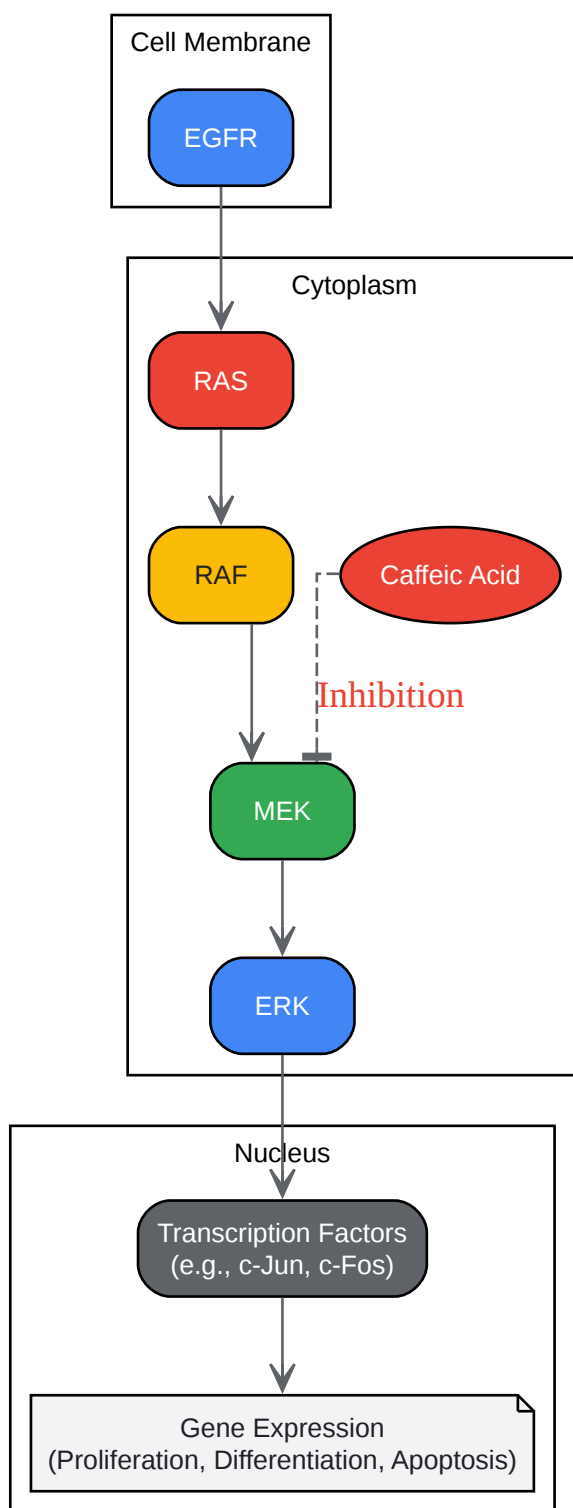 Cell Membrane
EGFR
Cytoplasm
RAS
RAF
Caffeic Acid
Inhibition
MEK
ERK
Nucleus
Transcription Factors
(e.g., c-Jun, c-Fos)
Gene Expression
(Proliferation, Differentiation, Apoptosis)